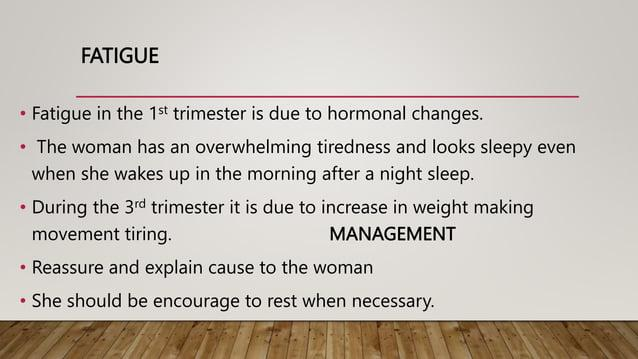 FATIGUE
• Fatigue in the 1st trimester is due to hormonal changes.
• The woman has an overwhelming tiredness and looks sleepy even
when she wakes up in the morning after a night sleep.
• During the 3rd trimester it is due to increase in weight making
movement tiring. MANAGEMENT
• Reassure and explain cause to the woman
• She should be encourage to rest when necessary.